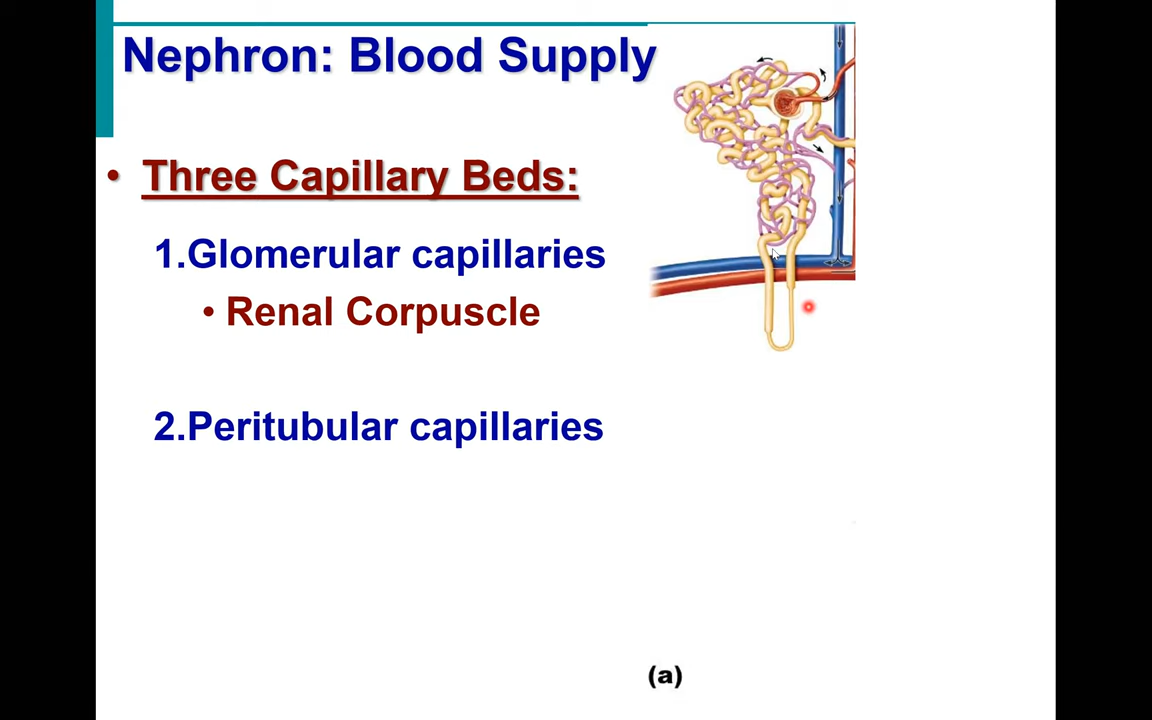 Nephron: Blood Supply
• Three Capillary Beds:
1.Glomerular capillaries
• Renal Corpuscle
2.Peritubular capillaries
(a)